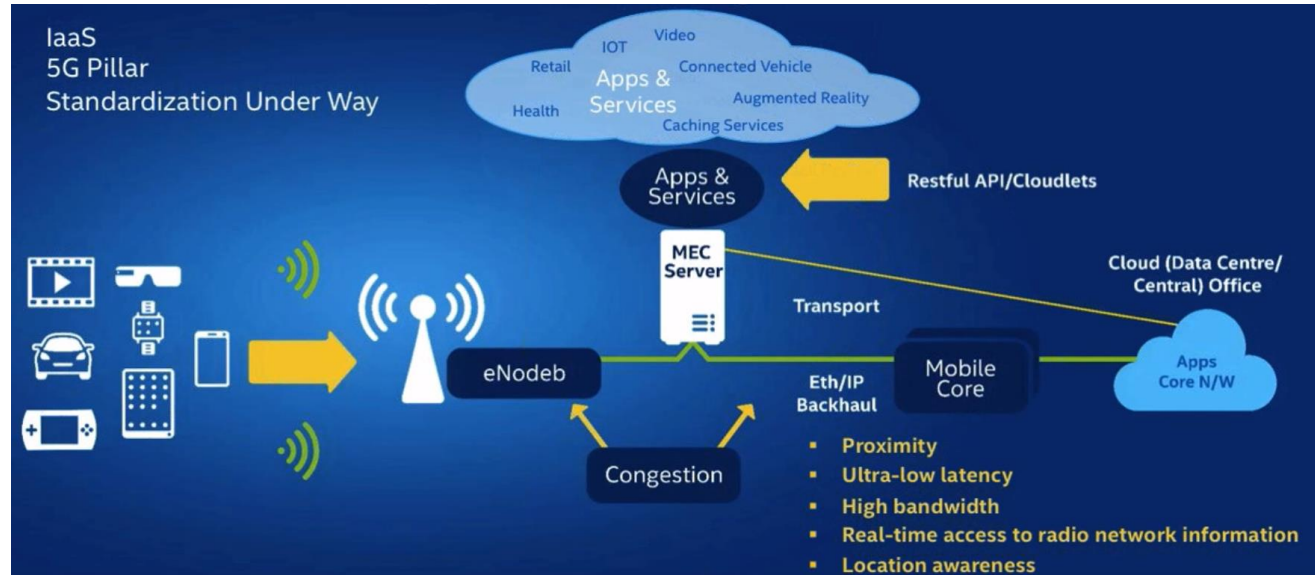 IaaS
5G Pillar
Standardization Under Way
Video
IOT
Retail
Connected Vehicle
Apps &
Services
Augmented Reality
Health
Caching Services
Apps &
Services
Restful API/Cloudlets
MEC
Server
Cloud (Data Centre/
Central) Office
Transport
eNodeb
Mobile
Core
Apps
Core N/W
Eth/IP
Backhaul
Congestion
▪ Proximity
▪ Ultra-low latency
▪ High bandwidth
▪ Real-time access to radio network information
▪ Location awareness